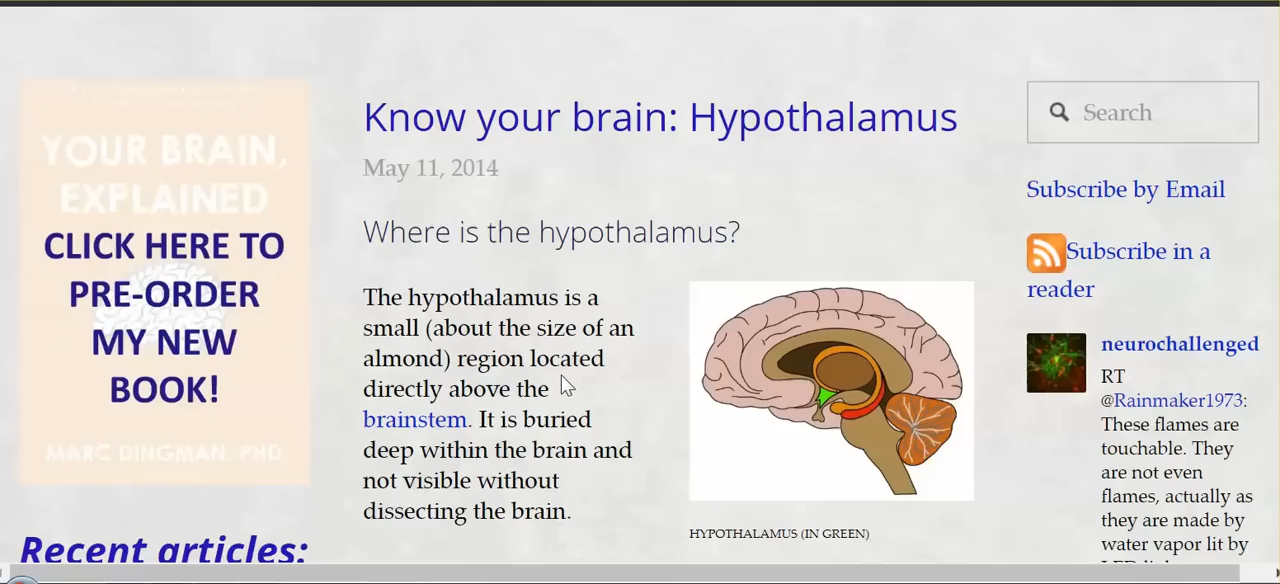 YOUR BRAIN,
EXPLAINED
CLICK HERE TO
PRE-ORDER
MY NEW
BOOK!
MARC DINGMAN, PHD
Recent articles:
Know your brain: Hypothalamus
May 11, 2014
Where is the hypothalamus?
The hypothalamus is a
small (about the size of an
almond) region located
directly above the
brainstem. It is buried
deep within the brain and
not visible without
dissecting the brain.
HYPOTHALAMUS (IN GREEN)
Search
Subscribe by Email
Subscribe in a
reader
neurochallenged
RT
@Rainmaker1973:
These flames are
touchable. They
are not even
flames, actually as
they are made by
water vapor lit by